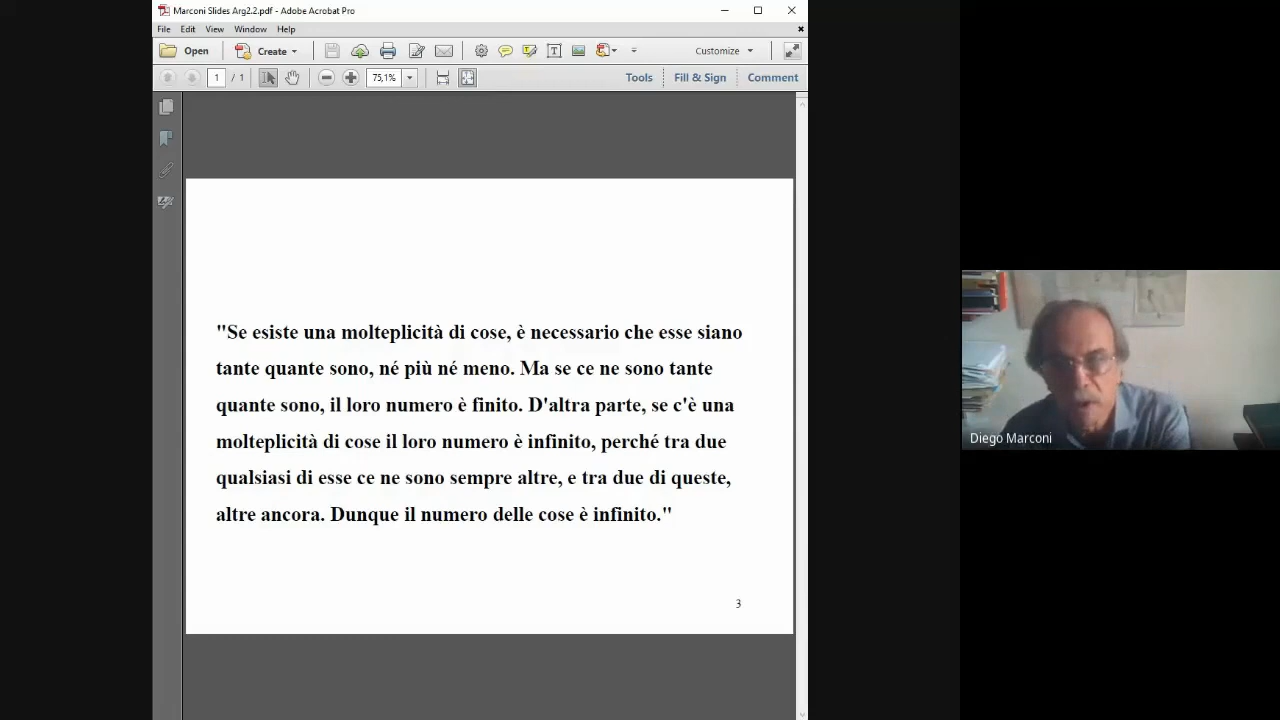 Marconi Slides Arg2.2.pdf - Adobe Acrobat Pro
File Edit View Window Help
Open Create Customize
1 / 1 75,1% Tools Fill & Sign Comment
"Se esiste una molteplicità di cose, è necessario che esse siano
tante quante sono, né più né meno. Ma se ce ne sono tante
quante sono, il loro numero è finito. D'altra parte, se c'è una
molteplicità di cose il loro numero è infinito, perché tra due
qualsiasi di esse ce ne sono sempre altre, e tra due di queste,
altre ancora. Dunque il numero delle cose è infinito."
3
Diego Marconi